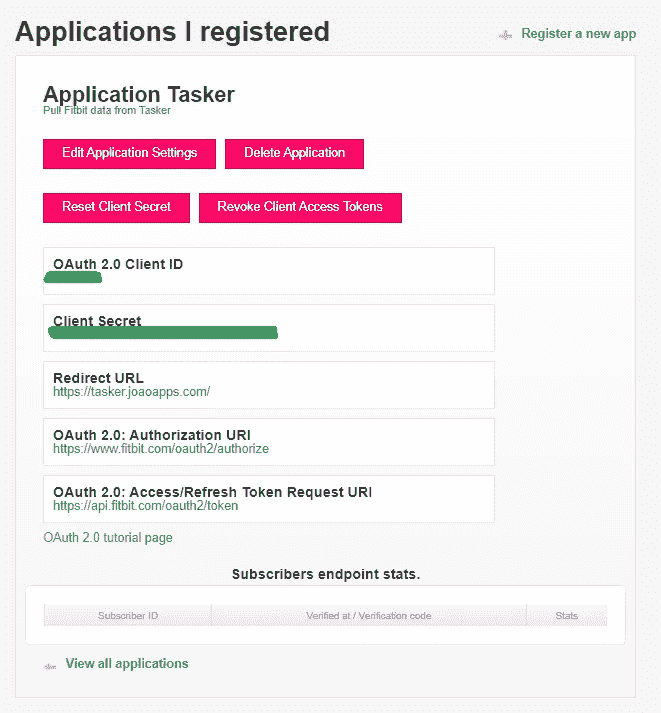 Applications I registered
Register a new app
Application Tasker
Pull Fitbit data from Tasker
Edit Application Settings
Delete Application
Reset Client Secret
Revoke Client Access Tokens
OAuth 2.0 Client ID
Client Secret
Redirect URL
https://tasker.joaoapps.com/
OAuth 2.0: Authorization URI
https://www.fitbit.com/oauth2/authorize
OAuth 2.0: Access/Refresh Token Request URI
https://api.fitbit.com/oauth2/token
OAuth 2.0 tutorial page
Subscribers endpoint stats.
Subscriber ID
Verified at / Verification code
Stats
View all applications